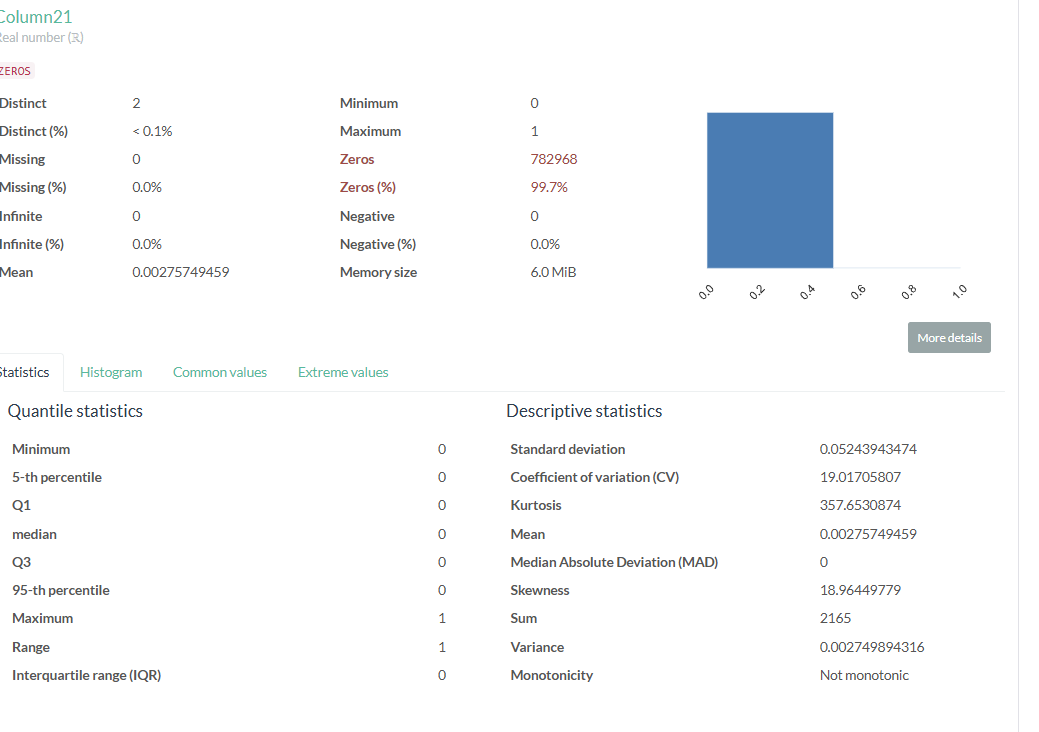 Column21
Real number (ℝ)
ZEROS
Distinct 2 Minimum 0
Distinct (%) < 0.1% Maximum 1
Missing 0 Zeros 782968
Missing (%) 0.0% Zeros (%) 99.7%
Infinite 0 Negative 0
Infinite (%) 0.0% Negative (%) 0.0%
Mean 0.00275749459 Memory size 6.0 MiB
0.0 0.2 0.4 0.6 0.8 1.0
More details
Statistics Histogram Common values Extreme values
Quantile statistics Descriptive statistics
Minimum 0 Standard deviation 0.05243943474
5-th percentile 0 Coefficient of variation (CV) 19.01705807
Q1 0 Kurtosis 357.6530874
median 0 Mean 0.00275749459
Q3 0 Median Absolute Deviation (MAD) 0
95-th percentile 0 Skewness 18.96449779
Maximum 1 Sum 2165
Range 1 Variance 0.002749894316
Interquartile range (IQR) 0 Monotonicity Not monotonic